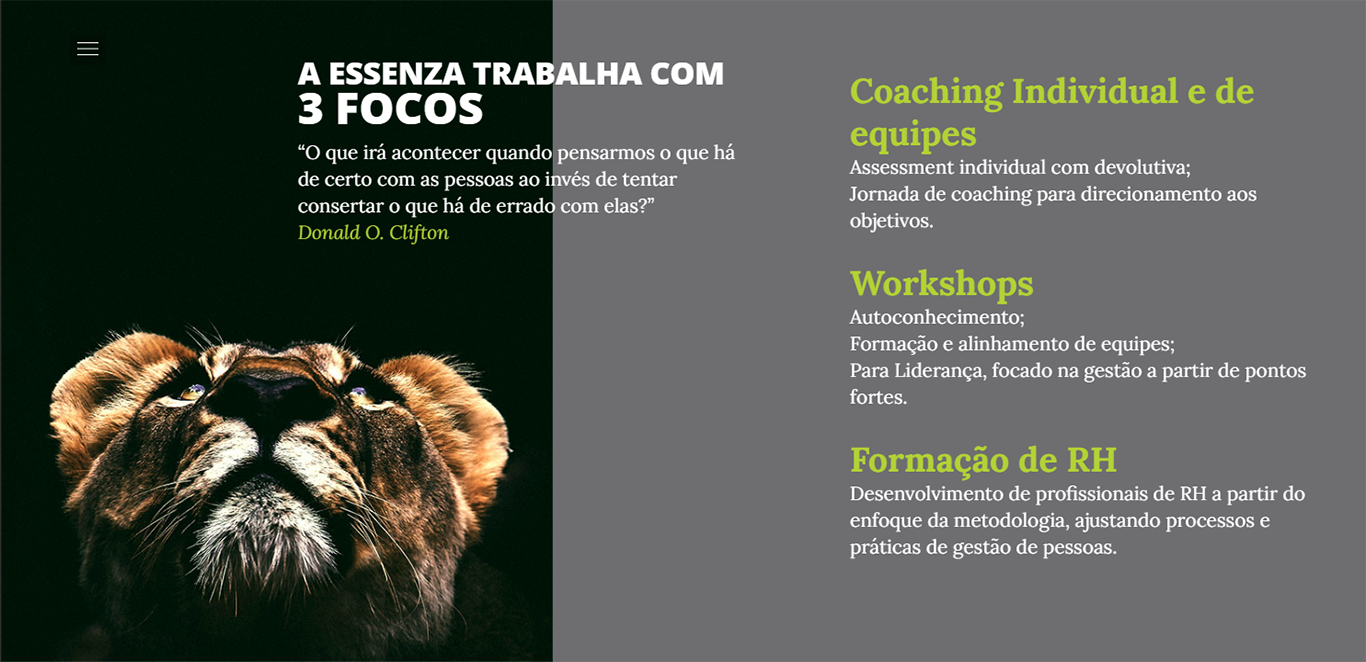 A ESSENZA TRABALHA COM
3 FOCOS
“O que irá acontecer quando pensarmos o que há
de certo com as pessoas ao invés de tentar
consertar o que há de errado com elas?”
Donald O. Clifton
Coaching Individual e de
equipes
Assessment individual com devolutiva;
Jornada de coaching para direcionamento aos
objetivos.
Workshops
Autoconhecimento;
Formação e alinhamento de equipes;
Para Liderança, focado na gestão a partir de pontos
fortes.
Formação de RH
Desenvolvimento de profissionais de RH a partir do
enfoque da metodologia, ajustando processos e
práticas de gestão de pessoas.